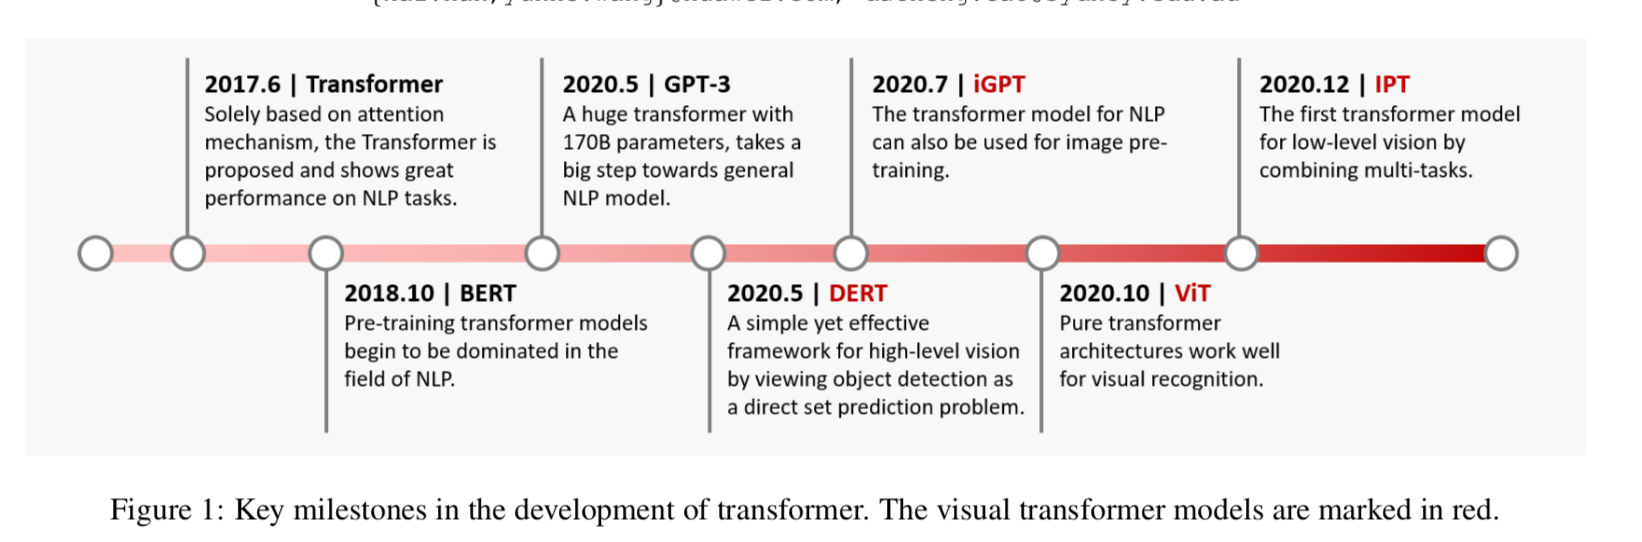 2017.6 | Transformer
Solely based on attention
mechanism, the Transformer is
proposed and shows great
performance on NLP tasks.
2020.5 | GPT-3
A huge transformer with
170B parameters, takes a
big step towards general
NLP model.
2020.7 | iGPT
The transformer model for NLP
can also be used for image pre-
training.
2020.12 | IPT
The first transformer model
for low-level vision by
combining multi-tasks.
2018.10 | BERT
Pre-training transformer models
begin to be dominated in the
field of NLP.
2020.5 | DERT
A simple yet effective
framework for high-level vision
by viewing object detection as
a direct set prediction problem.
2020.10 | ViT
Pure transformer
architectures work well
for visual recognition.
Figure 1: Key milestones in the development of transformer. The visual transformer models are marked in red.